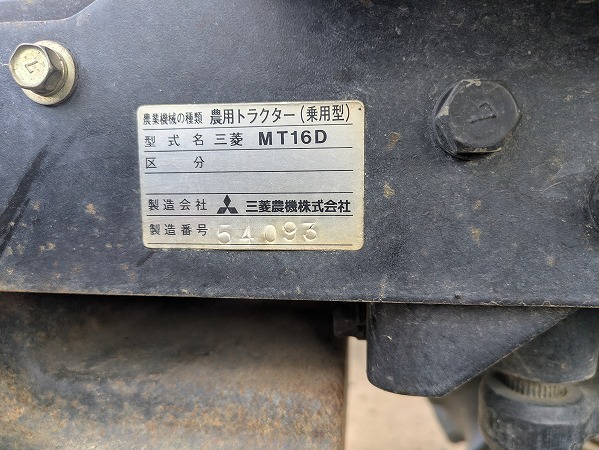 農業機械の種類 農用トラクター(乗用型)
型式名 三菱 MT16D
区分
製造会社 三菱農機株式会社
製造番号 54093
7
L